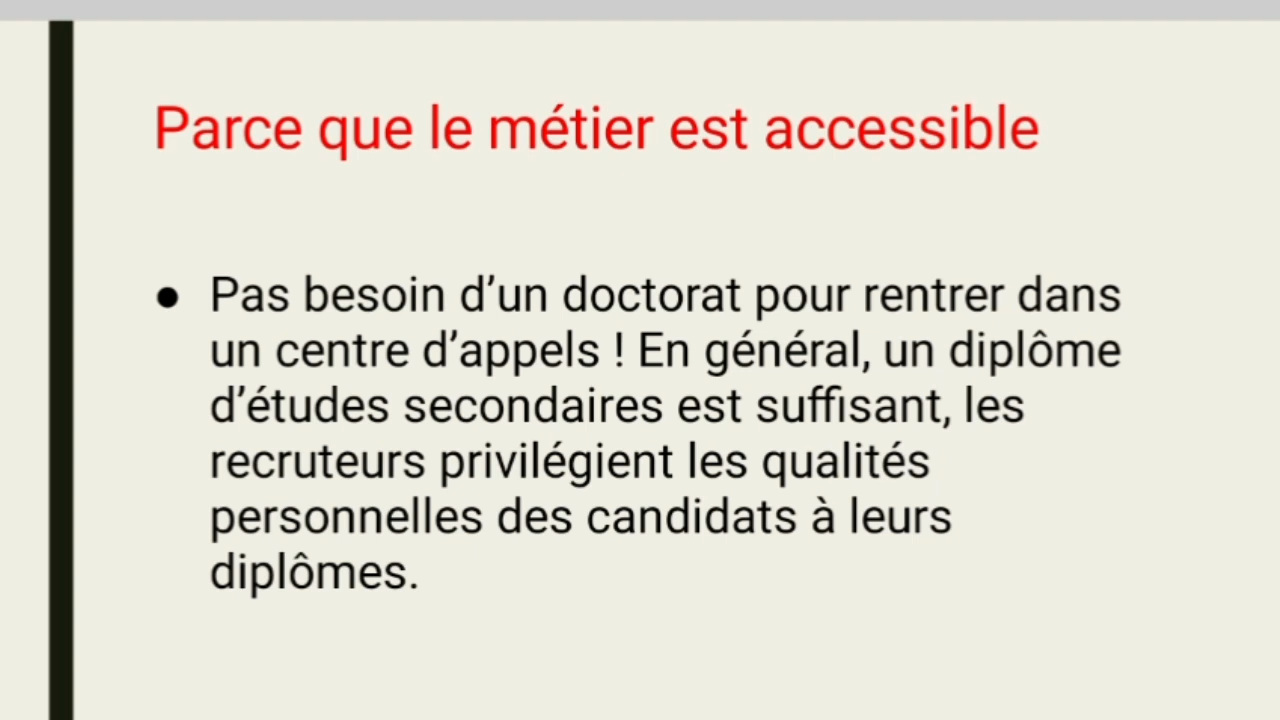 Parce que le métier est accessible
● Pas besoin d’un doctorat pour rentrer dans
un centre d’appels ! En général, un diplôme
d’études secondaires est suffisant, les
recruteurs privilégient les qualités
personnelles des candidats à leurs
diplômes.